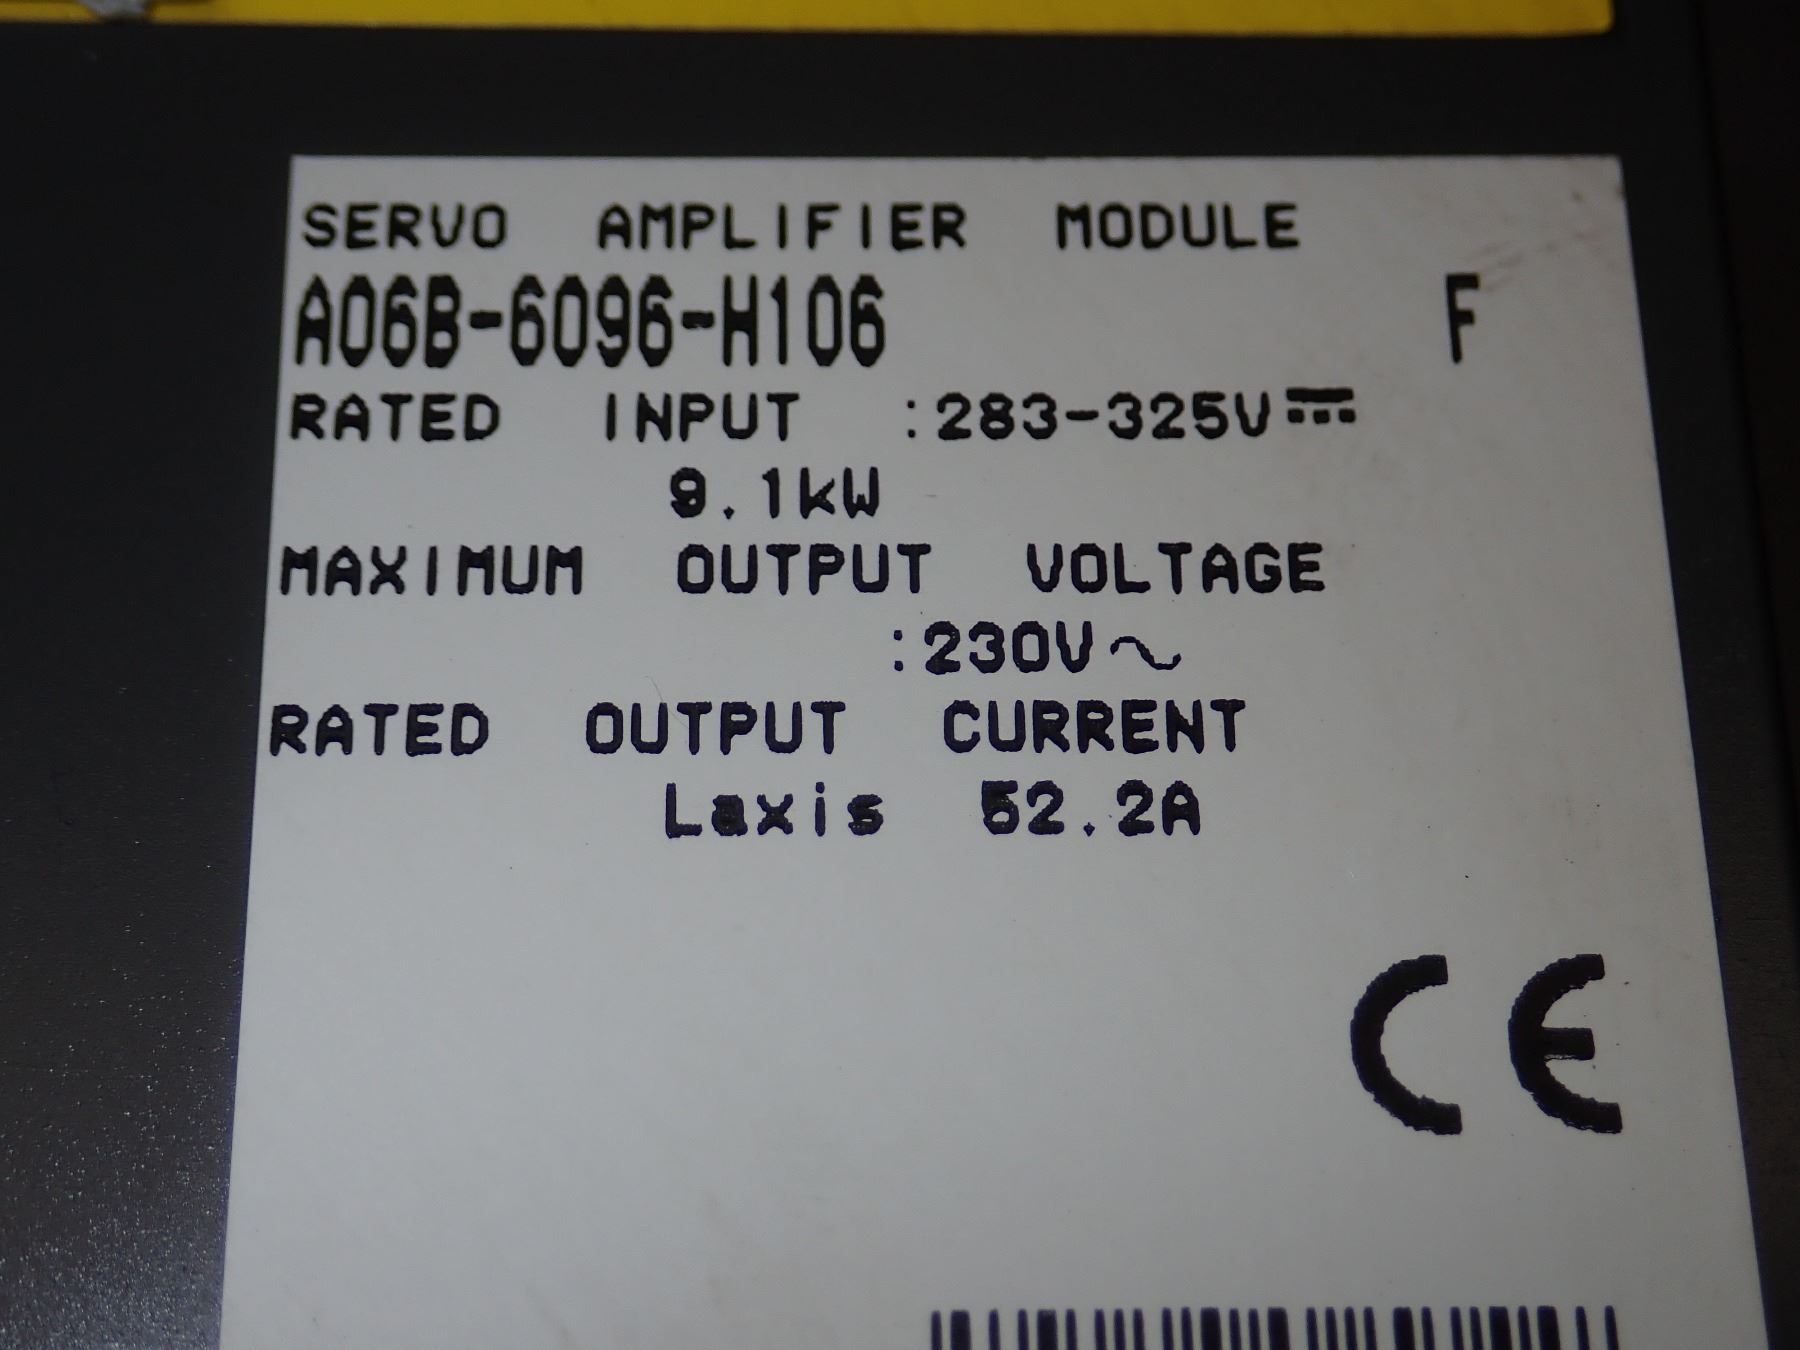 SERVO AMPLIFIER MODULE
A06B-6096-H106 F
RATED INPUT :283-325V⎓
9.1kW
MAXIMUM OUTPUT VOLTAGE
:230V～
RATED OUTPUT CURRENT
Laxis 52.2A
CE